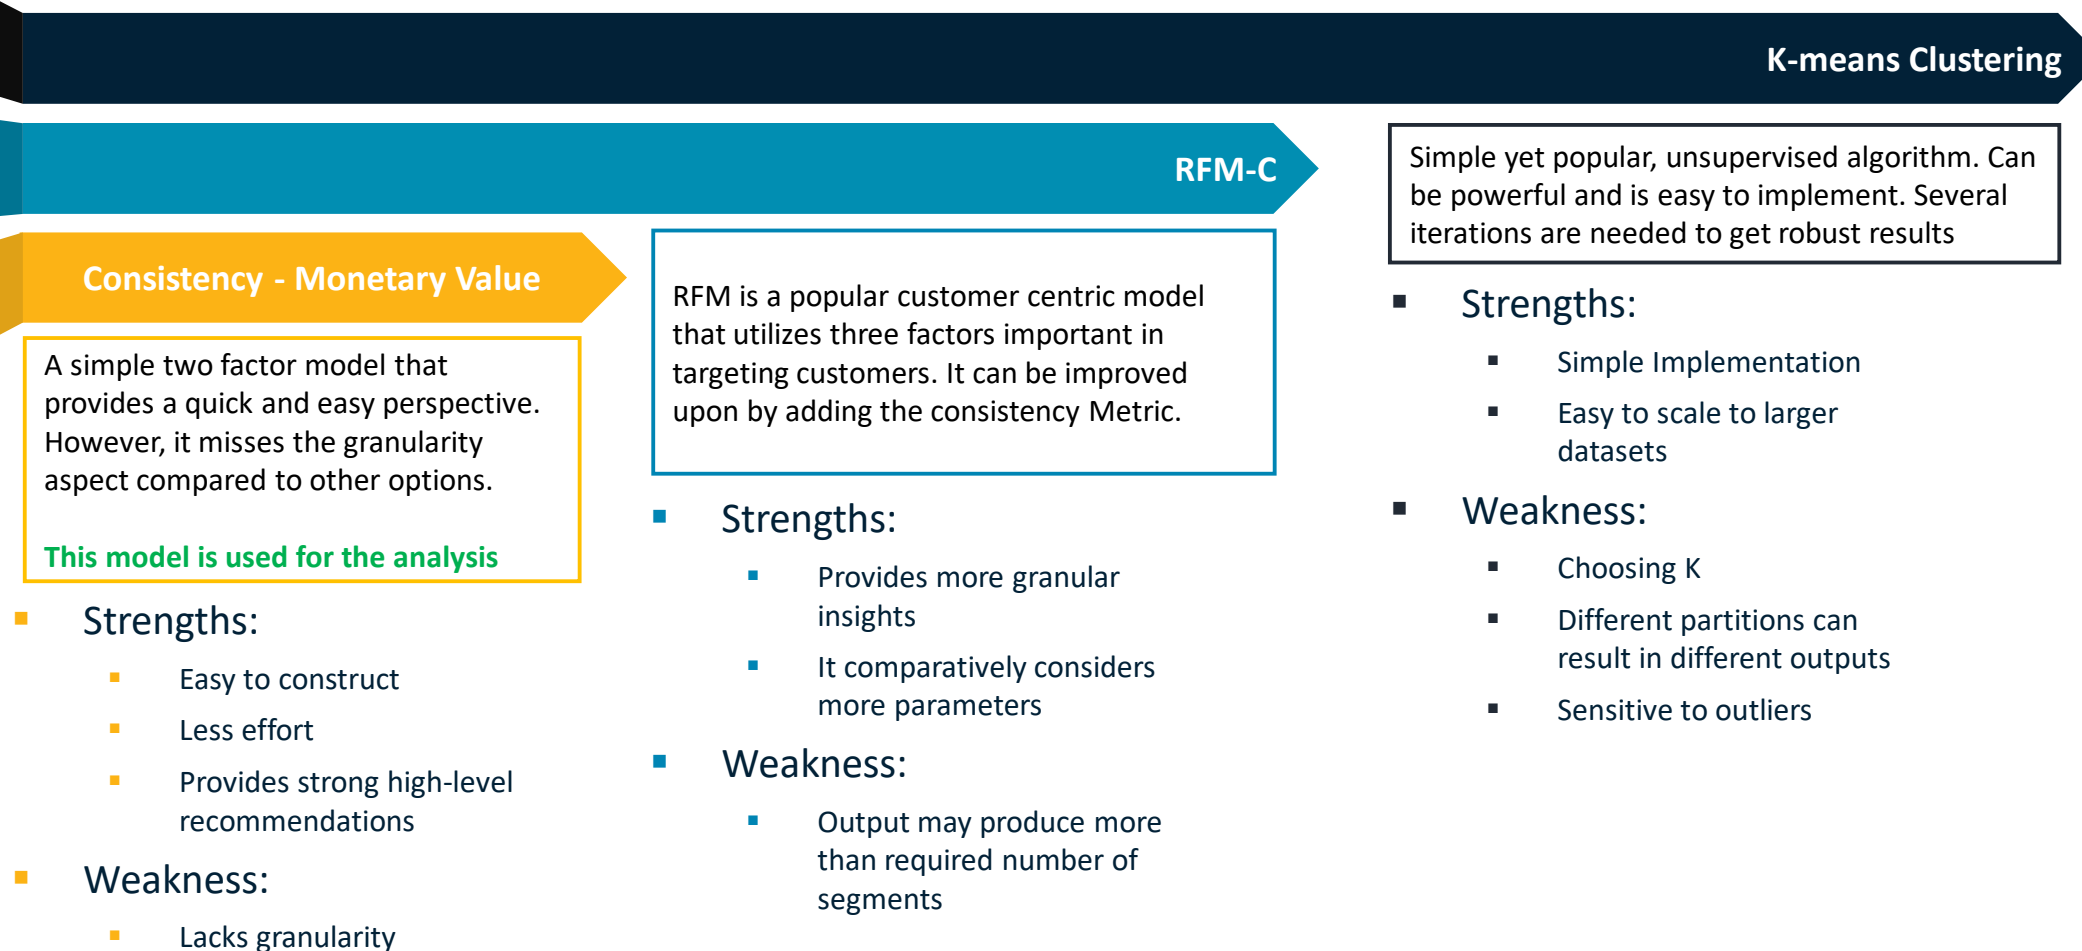 K-means Clustering
RFM-C
Consistency - Monetary Value
A simple two factor model that
provides a quick and easy perspective.
However, it misses the granularity
aspect compared to other options.
This model is used for the analysis
Strengths:
Easy to construct
Less effort
Provides strong high-level
recommendations
Weakness:
Lacks granularity
RFM is a popular customer centric model
that utilizes three factors important in
targeting customers. It can be improved
upon by adding the consistency Metric.
Strengths:
Provides more granular
insights
It comparatively considers
more parameters
Weakness:
Output may produce more
than required number of
segments
Simple yet popular, unsupervised algorithm. Can
be powerful and is easy to implement. Several
iterations are needed to get robust results
Strengths:
Simple Implementation
Easy to scale to larger
datasets
Weakness:
Choosing K
Different partitions can
result in different outputs
Sensitive to outliers